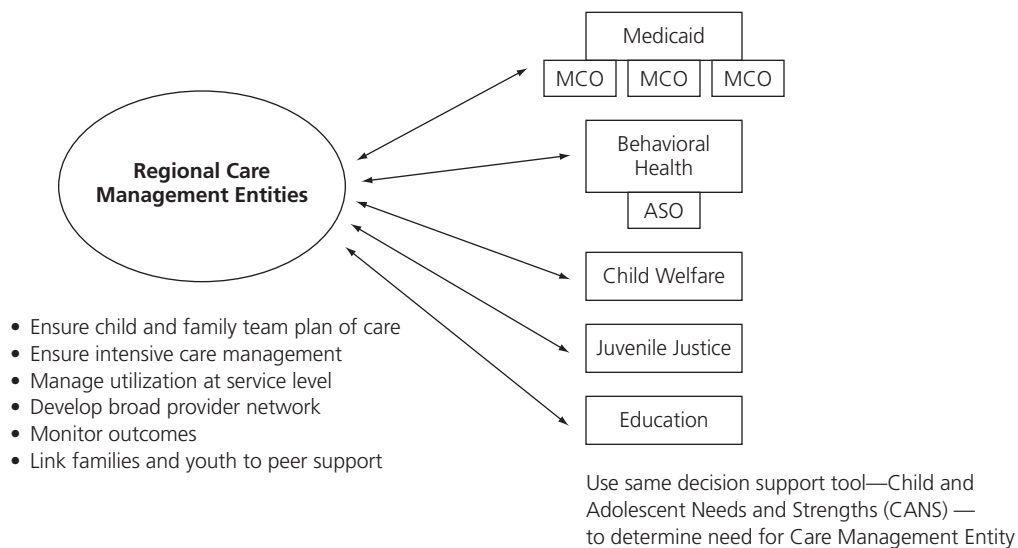 Regional Care
Management Entities
• Ensure child and family team plan of care
• Ensure intensive care management
• Manage utilization at service level
• Develop broad provider network
• Monitor outcomes
• Link families and youth to peer support
Medicaid
MCO MCO MCO
Behavioral
Health
ASO
Child Welfare
Juvenile Justice
Education
Use same decision support tool—Child and
Adolescent Needs and Strengths (CANS) —
to determine need for Care Management Entity